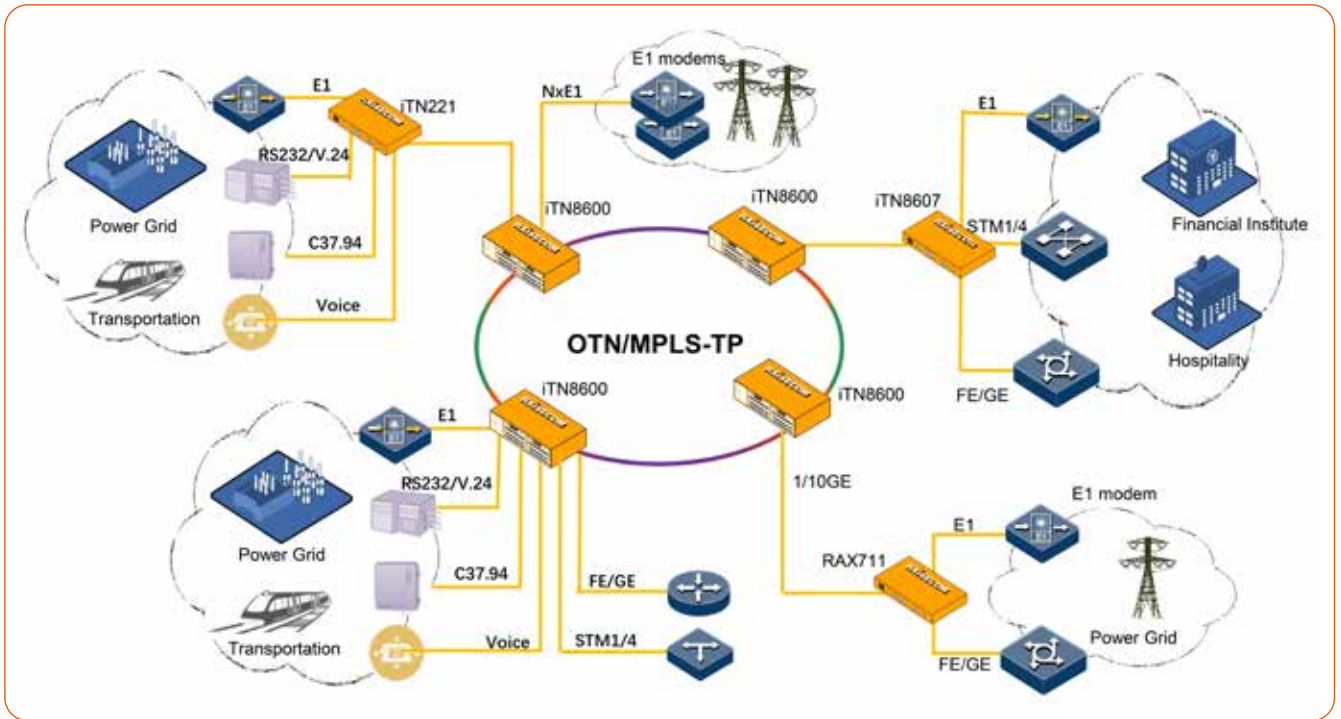 E1
iTN221
RS232/V.24
Power Grid
C37.94
Transportation
Voice
iTN8600
NxE1
E1 modems
iTN8600
iTN8607
E1
STM1/4
Financial Institute
Hospitality
FE/GE
OTN/MPLS-TP
iTN8600
iTN8600
E1
RS232/V.24
Power Grid
C37.94
Transportation
Voice
FE/GE
STM1/4
1/10GE
RAX711
E1
E1 modem
Power Grid
FE/GE